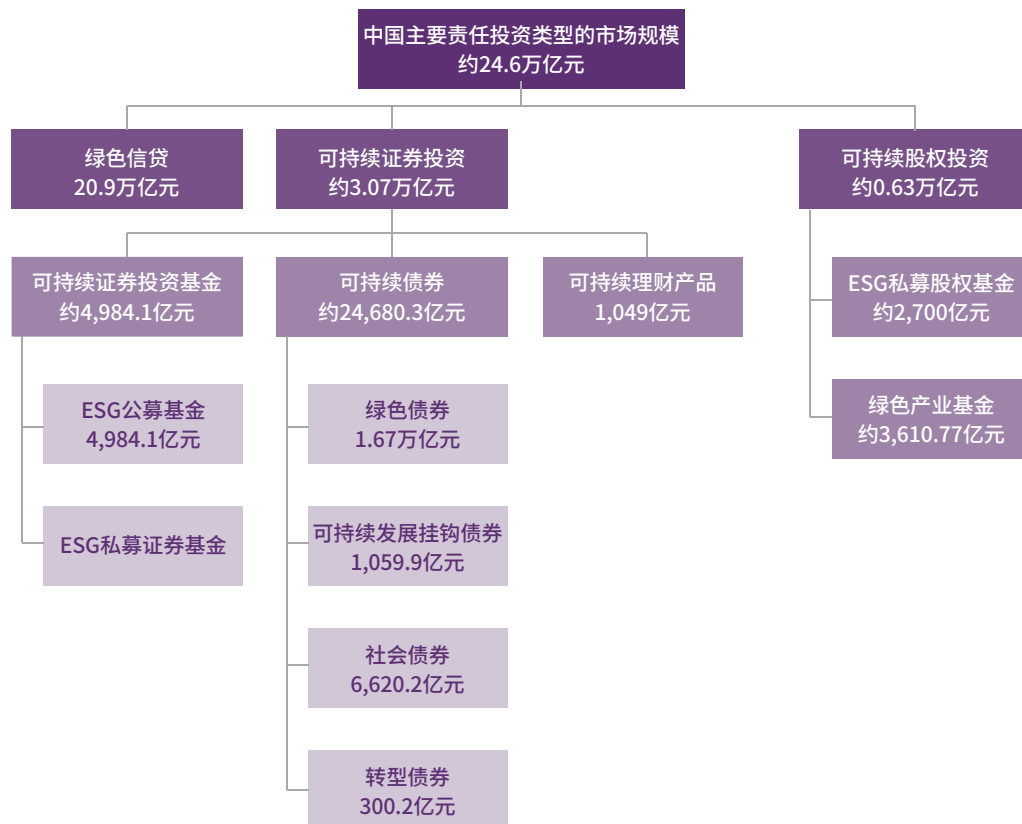 中国主要责任投资类型的市场规模
约24.6万亿元
绿色信贷
20.9万亿元
可持续证券投资
约3.07万亿元
可持续股权投资
约0.63万亿元
可持续证券投资基金
约4,984.1亿元
可持续债券
约24,680.3亿元
可持续理财产品
1,049亿元
ESG私募股权基金
约2,700亿元
绿色产业基金
约3,610.77亿元
ESG公募基金
4,984.1亿元
ESG私募证券基金
绿色债券
1.67万亿元
可持续发展挂钩债券
1,059.9亿元
社会债券
6,620.2亿元
转型债券
300.2亿元